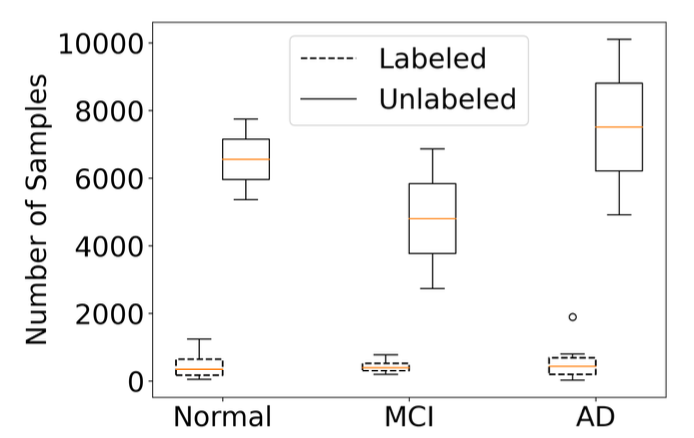 Number of Samples
10000
8000
6000
4000
2000
0
Labeled
Unlabeled
Normal
MCI
AD